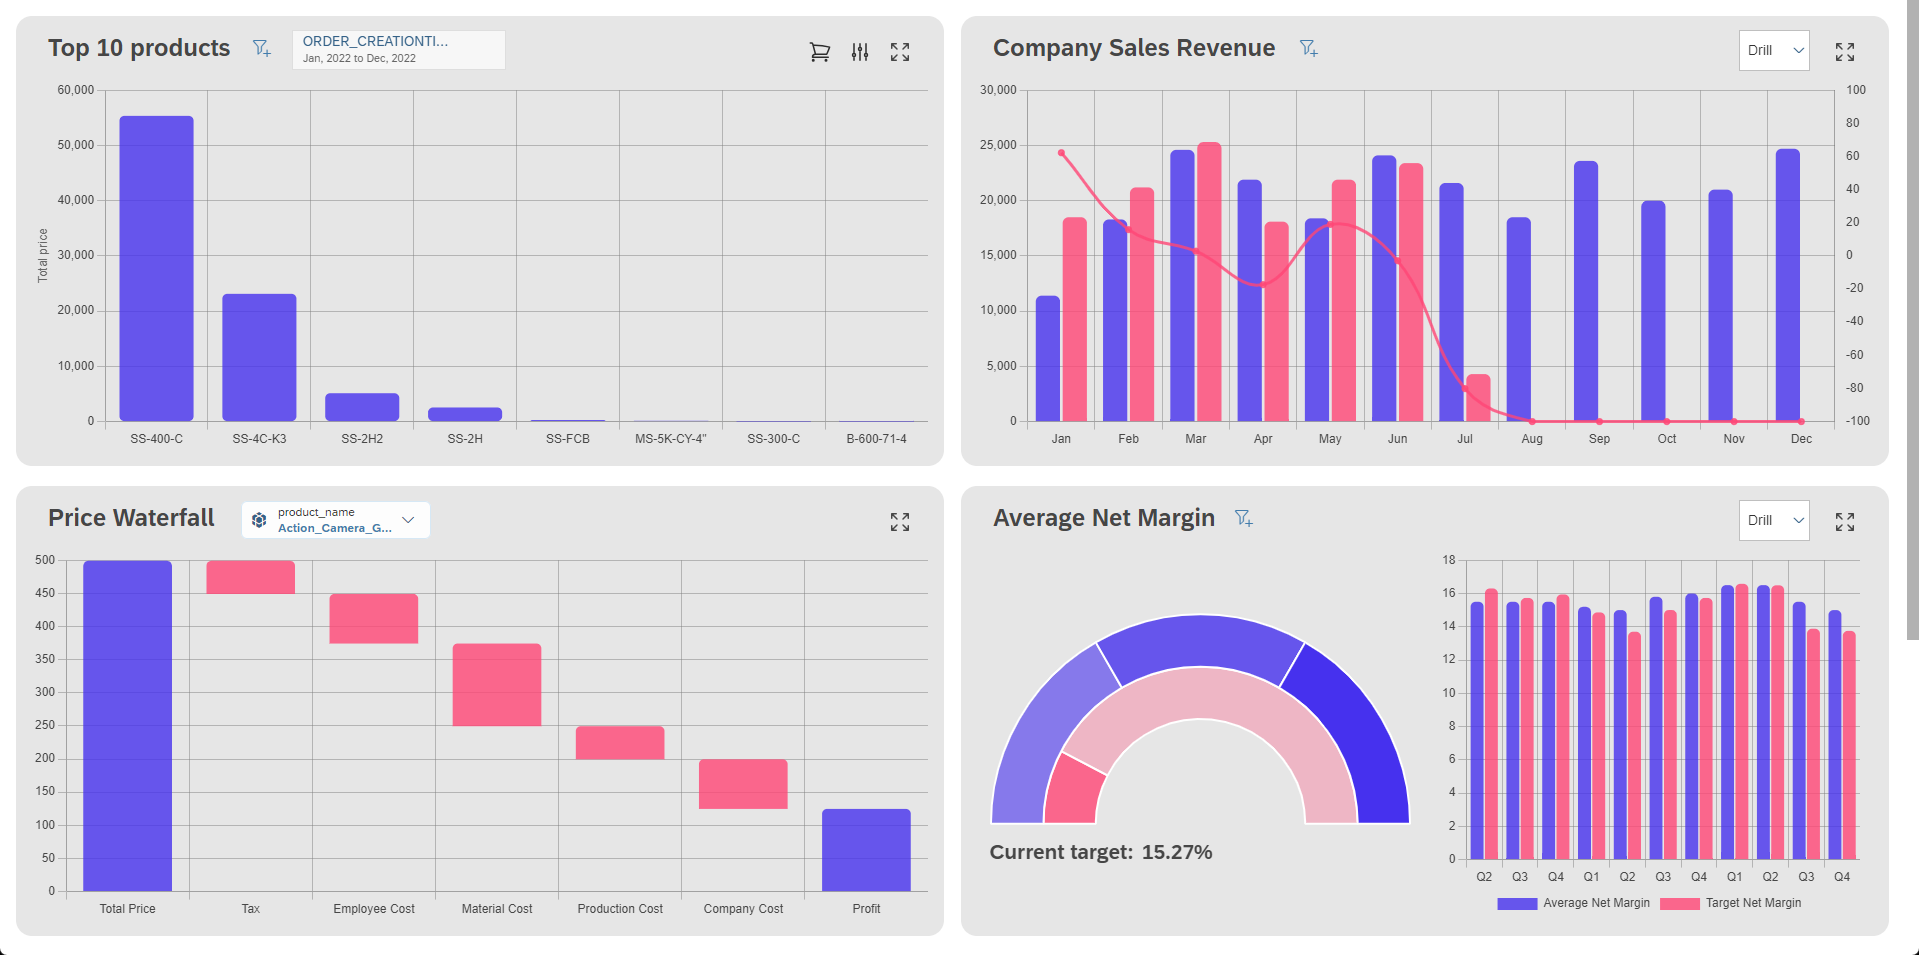 Top 10 products
ORDER_CREATIONTI...
Jan, 2022 to Dec, 2022
60,000
50,000
40,000
30,000
20,000
10,000
0
Total price
SS-400-C
SS-4C-K3
SS-2H2
SS-2H
SS-FCB
MS-5K-CY-4"
SS-300-C
B-600-71-4
Company Sales Revenue
Drill
30,000
25,000
20,000
15,000
10,000
5,000
0
100
80
60
40
20
0
-20
-40
-60
-80
-100
Jan
Feb
Mar
Apr
May
Jun
Jul
Aug
Sep
Oct
Nov
Dec
Price Waterfall
product_name
Action_Camera_G...
500
450
400
350
300
250
200
150
100
50
0
Total Price
Tax
Employee Cost
Material Cost
Production Cost
Company Cost
Profit
Average Net Margin
Drill
Current target: 15.27%
18
16
14
12
10
8
6
4
2
0
Q2
Q3
Q4
Q1
Q2
Q3
Q4
Q1
Q2
Q3
Q4
Average Net Margin
Target Net Margin